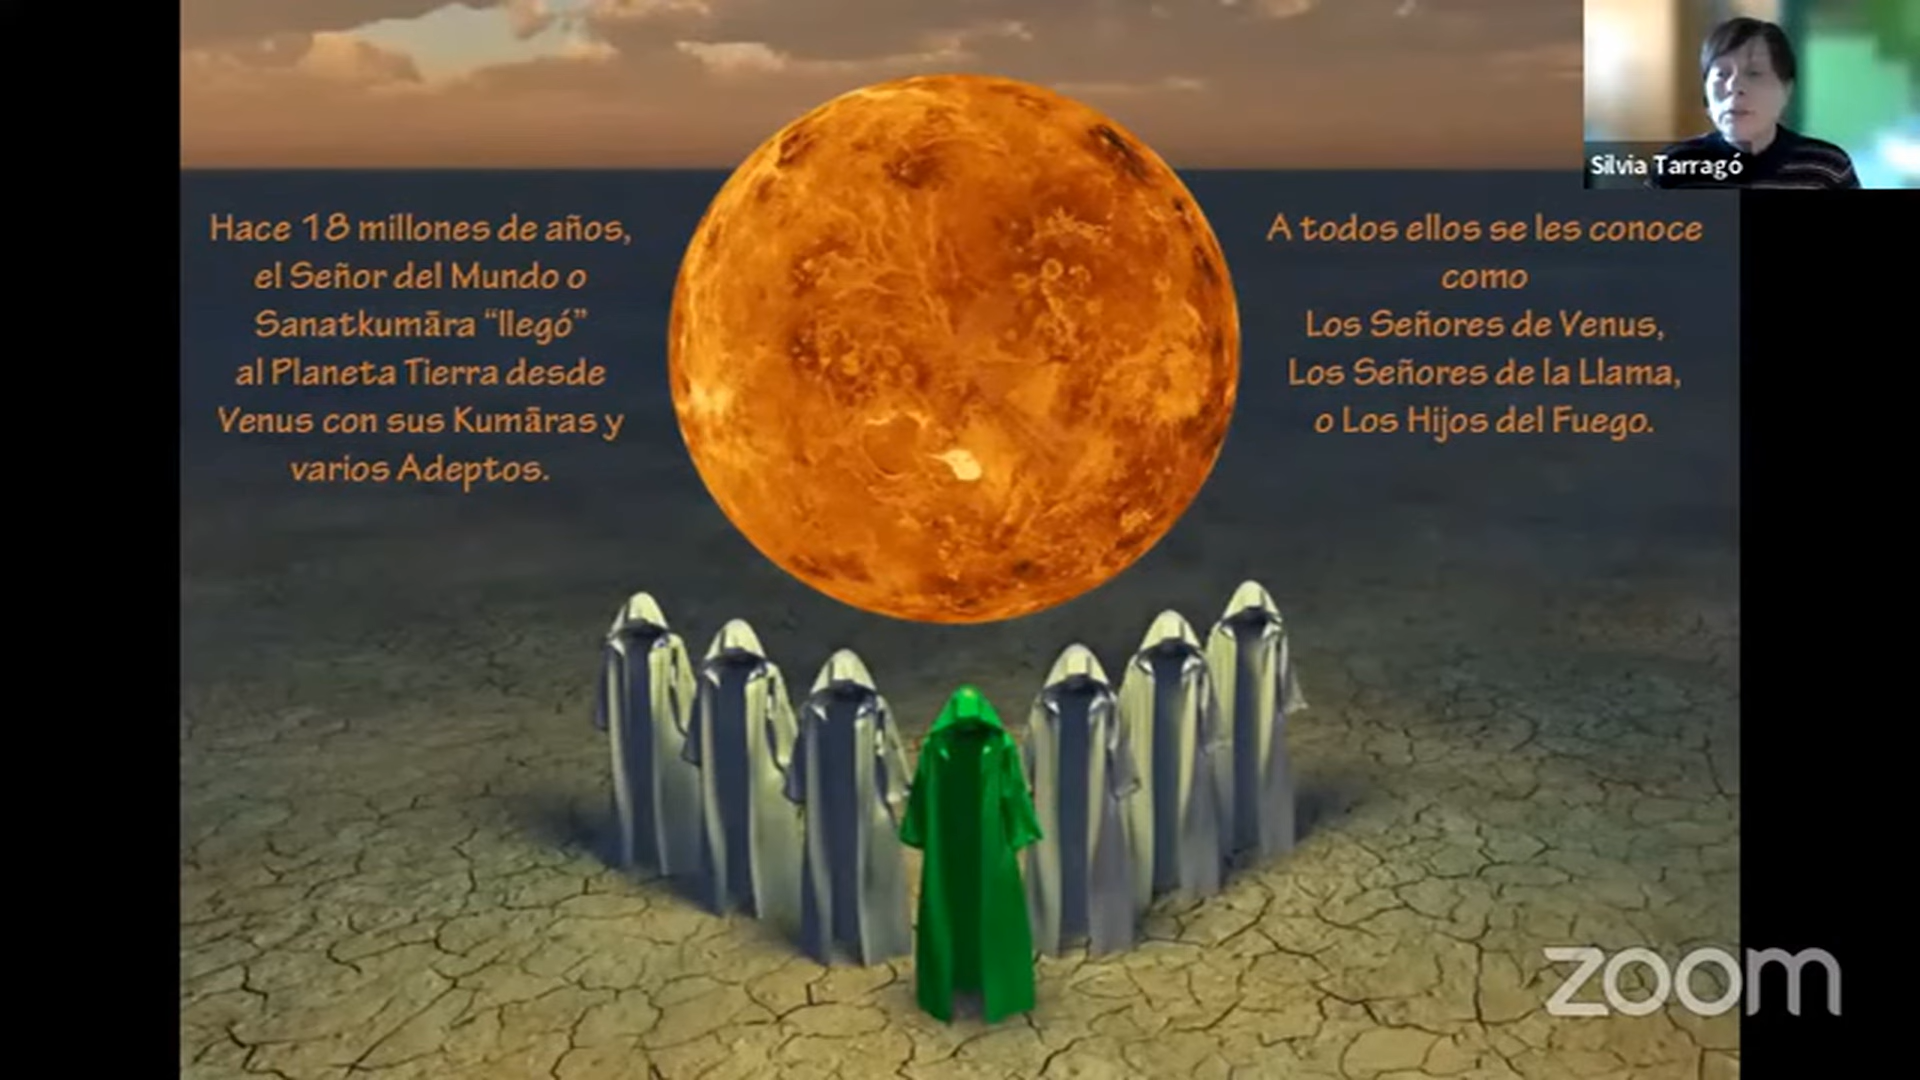 Hace 18 millones de años,
el Señor del Mundo o
Sanatkumāra “llegó”
al Planeta Tierra desde
Venus con sus Kumāras y
varios Adeptos.
A todos ellos se les conoce
como
Los Señores de Venus,
Los Señores de la Llama,
o Los Hijos del Fuego.
Silvia Tarragó
zoom